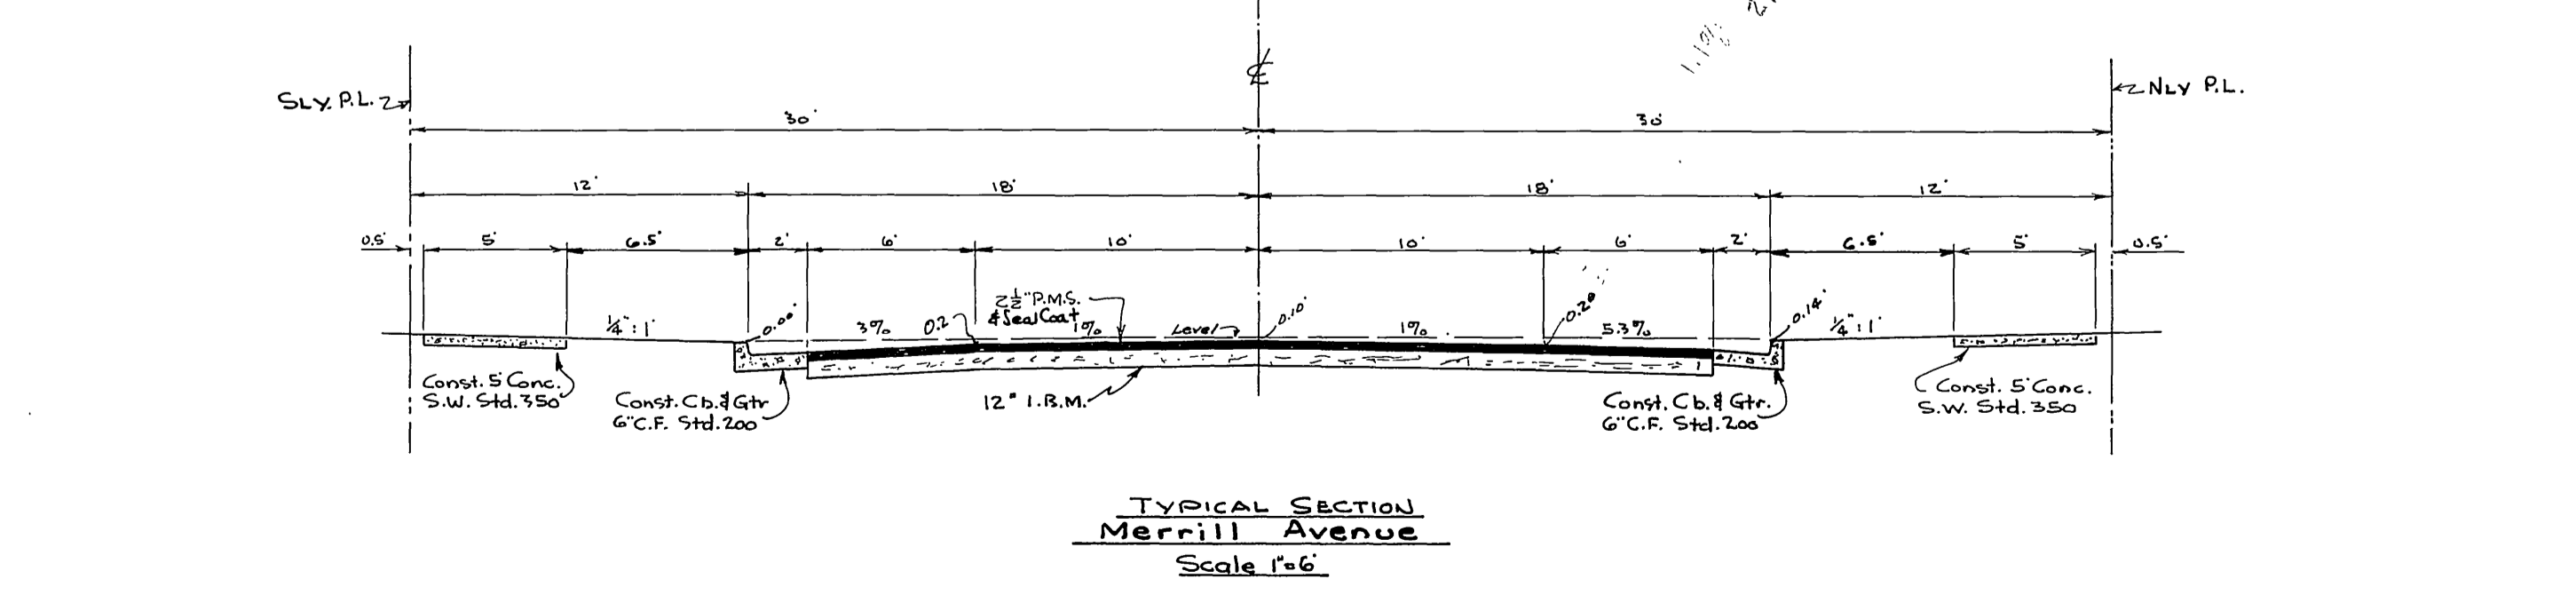 ℄
SLY. P.L.
NLY P.L.
30'
30'
12'
18'
18'
12'
0.5'
5'
6.5'
2'
6'
10'
10'
6'
2'
6.5'
5'
0.5'
2½" P.M.S.
& Seal Coat
¼" : 1'
0.00'
3%
0.2
1%
Level
0.10'
1%
0.2'
5.3%
0.14'
¼" : 1'
Const. 5' Conc.
S.W. Std. 350
Const. Cb. & Gtr
6" C.F. Std. 200
12" I.B.M.
Const. Cb. & Gtr.
6" C.F. Std. 200
Const. 5' Conc.
S.W. Std. 350
TYPICAL SECTION
Merrill Avenue
Scale 1"=6'